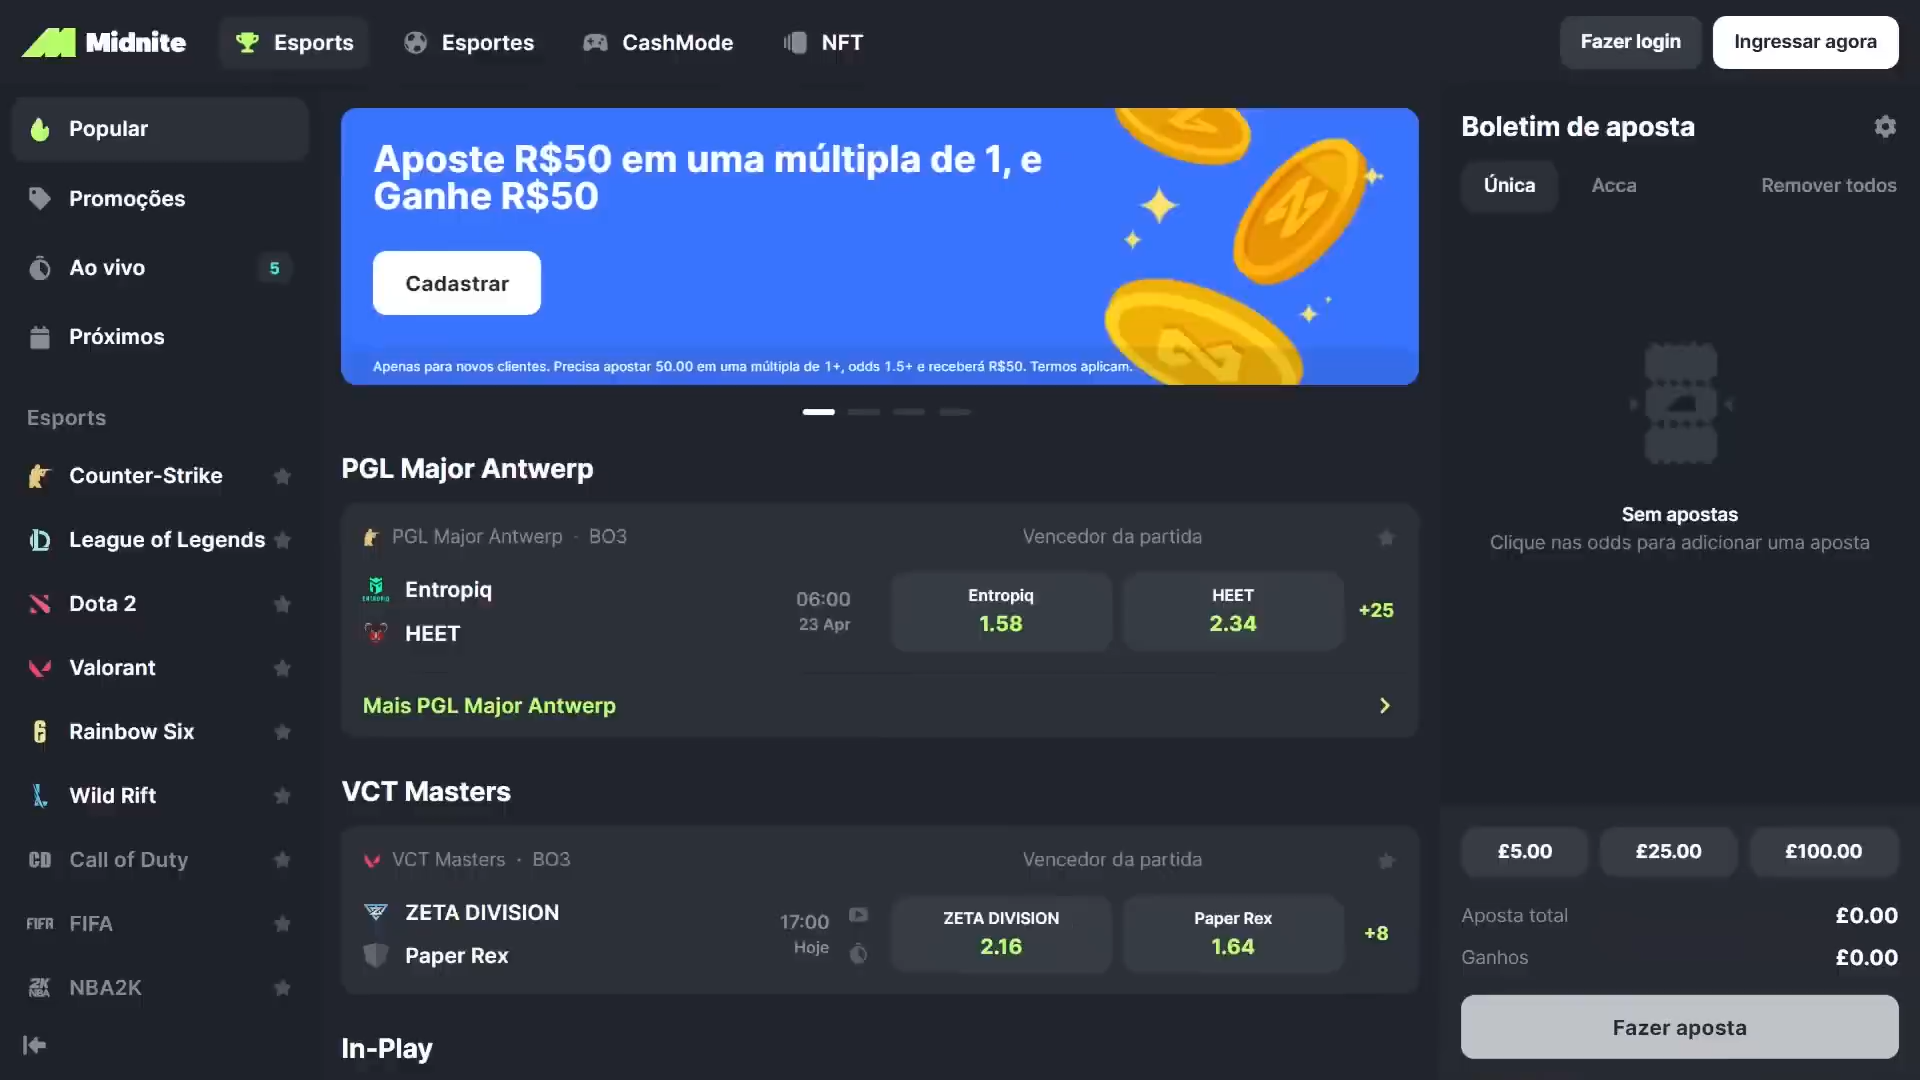 Midnite
Esports
Esportes
CashMode
NFT
Fazer login
Ingressar agora
Popular
Promoções
Ao vivo
5
Próximos
Esports
Counter-Strike
League of Legends
Dota 2
Valorant
Rainbow Six
Wild Rift
CD Call of Duty
FIFA FIFA
2K NBA NBA2K
Aposte R$50 em uma múltipla de 1, e
Ganhe R$50
Cadastrar
Apenas para novos clientes. Precisa apostar 50.00 em uma múltipla de 1+, odds 1.5+ e receberá R$50. Termos aplicam.
PGL Major Antwerp
PGL Major Antwerp · BO3
Vencedor da partida
ENTROPIQ
Entropiq
HEET
06:00
23 Apr
Entropiq
1.58
HEET
2.34
+25
Mais PGL Major Antwerp
VCT Masters
VCT Masters · BO3
Vencedor da partida
ZETA DIVISION
Paper Rex
17:00
Hoje
ZETA DIVISION
2.16
Paper Rex
1.64
+8
In-Play
Boletim de aposta
Única
Acca
Remover todos
Sem apostas
Clique nas odds para adicionar uma aposta
£5.00
£25.00
£100.00
Aposta total
£0.00
Ganhos
£0.00
Fazer aposta